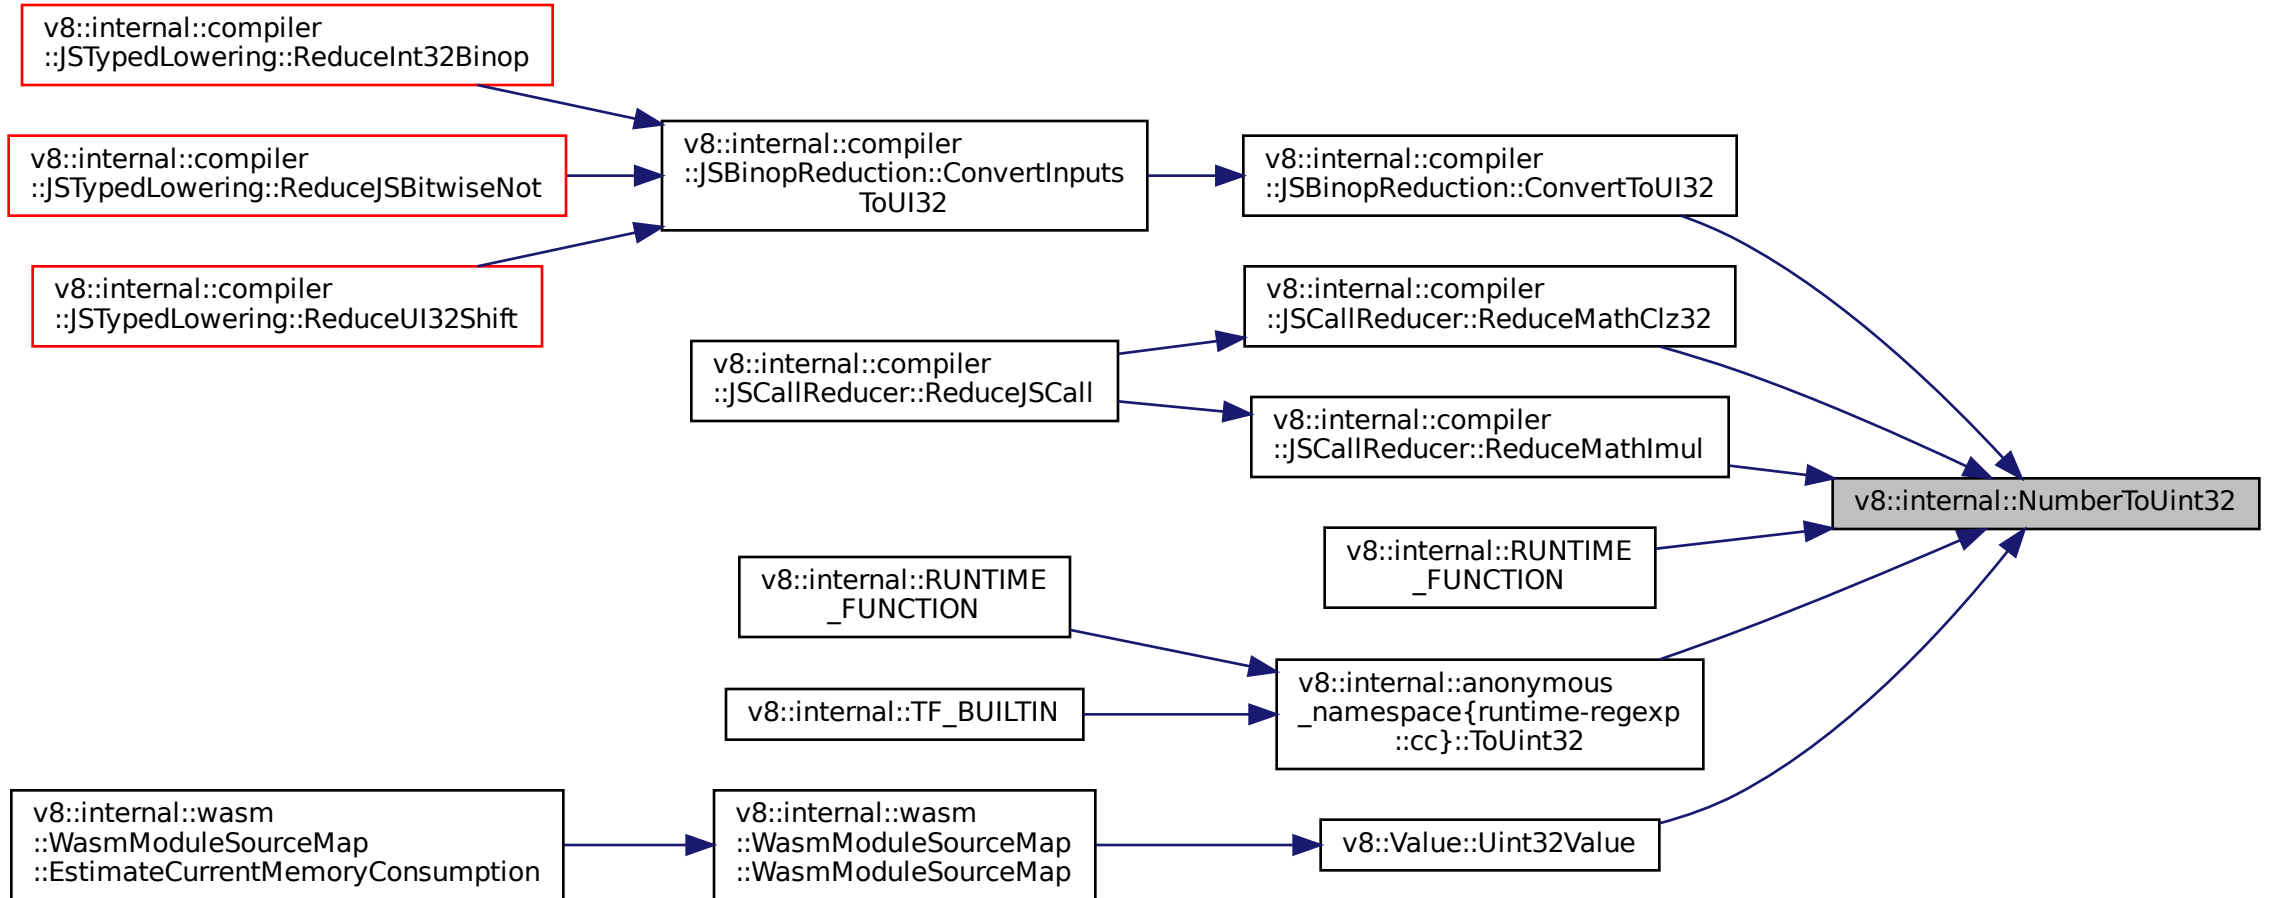 v8::internal::compiler
::JSTypedLowering::ReduceInt32Binop
v8::internal::compiler
::JSTypedLowering::ReduceJSBitwiseNot
v8::internal::compiler
::JSTypedLowering::ReduceUI32Shift
v8::internal::compiler
::JSBinopReduction::ConvertInputs
ToUI32
v8::internal::compiler
::JSBinopReduction::ConvertToUI32
v8::internal::compiler
::JSCallReducer::ReduceMathClz32
v8::internal::compiler
::JSCallReducer::ReduceJSCall
v8::internal::compiler
::JSCallReducer::ReduceMathImul
v8::internal::NumberToUint32
v8::internal::RUNTIME
_FUNCTION
v8::internal::RUNTIME
_FUNCTION
v8::internal::TF_BUILTIN
v8::internal::anonymous
_namespace{runtime-regexp
::cc}::ToUint32
v8::internal::wasm
::WasmModuleSourceMap
::EstimateCurrentMemoryConsumption
v8::internal::wasm
::WasmModuleSourceMap
::WasmModuleSourceMap
v8::Value::Uint32Value